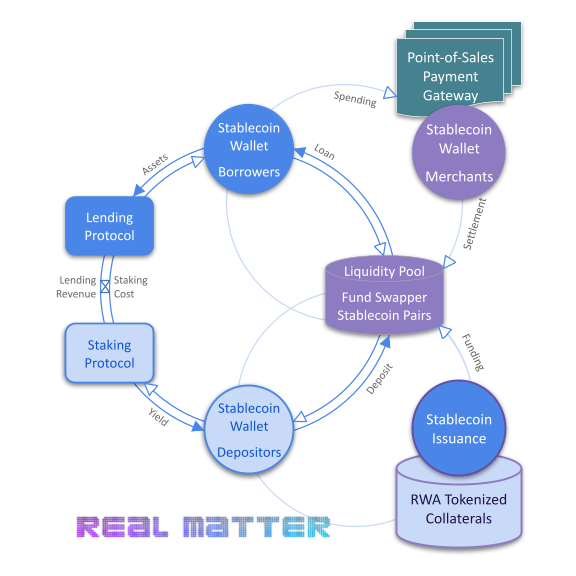 Point-of-Sales
Payment
Gateway
Spending
Stablecoin
Wallet
Borrowers
Stablecoin
Wallet
Merchants
Assets
Loan
Lending
Protocol
Settlement
Liquidity Pool
Fund Swapper
Stablecoin Pairs
Lending
Revenue
Staking
Cost
Staking
Protocol
Funding
Deposit
Yield
Stablecoin
Wallet
Depositors
Stablecoin
Issuance
RWA Tokenized
Collaterals
REAL MATTER